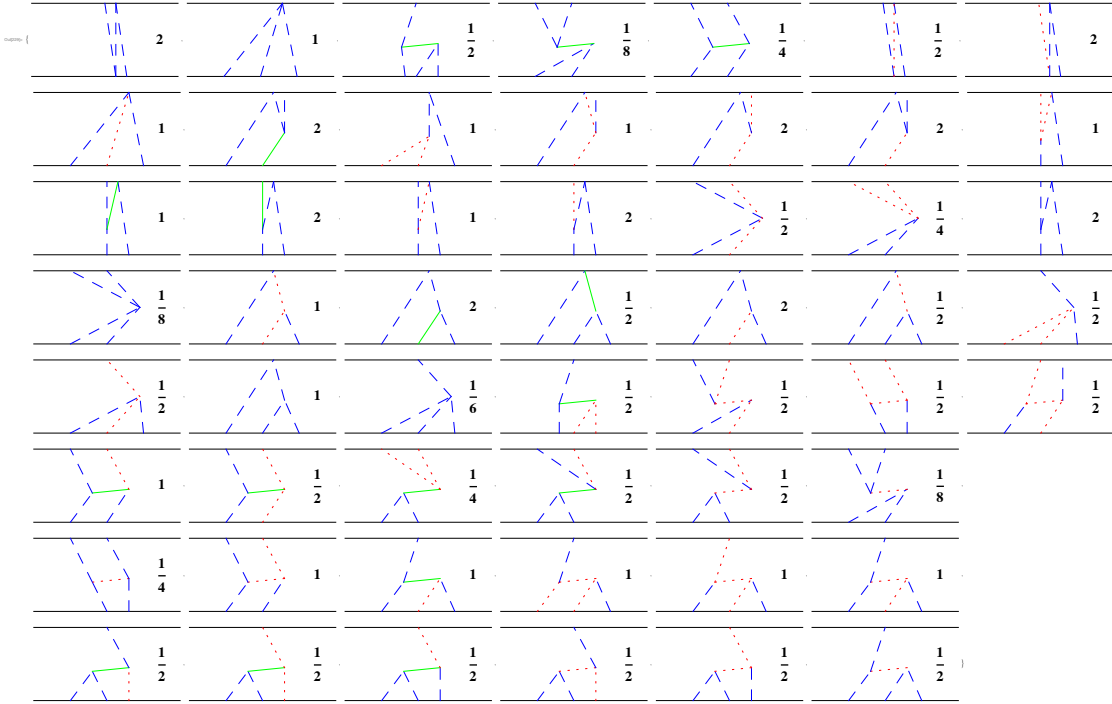 2 1 1/2 1/8 1/4 1/2 2
1 2 1 1 2 2 1
1 2 1 2 1/2 1/4 2
1/8 1 2 1/2 2 1/2 1/2
1/2 1 1/6 1/2 1/2 1/2 1/2
1 1/2 1/4 1/2 1/2 1/8
1/4 1 1 1 1 1
1/2 1/2 1/2 1/2 1/2 1/2